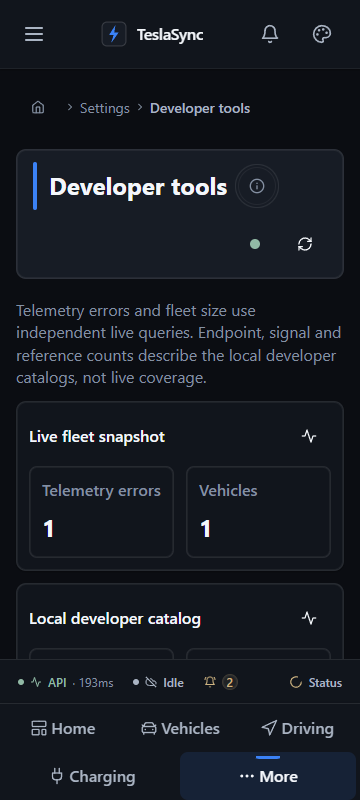 TeslaSync
Settings > Developer tools
Developer tools
Telemetry errors and fleet size use
independent live queries. Endpoint, signal and
reference counts describe the local developer
catalogs, not live coverage.
Live fleet snapshot
Telemetry errors
Vehicles
1
1
Local developer catalog
API · 193ms
Idle
2
Status
Home
Vehicles
Driving
Charging
More